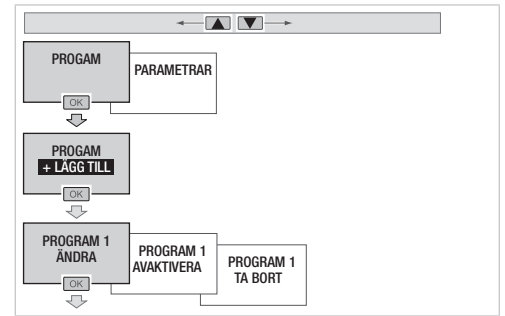 PROGAM
PARAMETRAR
OK
PROGAM
+ LÄGG TILL
OK
PROGRAM 1
ÄNDRA
PROGRAM 1
AVAKTIVERA
PROGRAM 1
TA BORT
OK